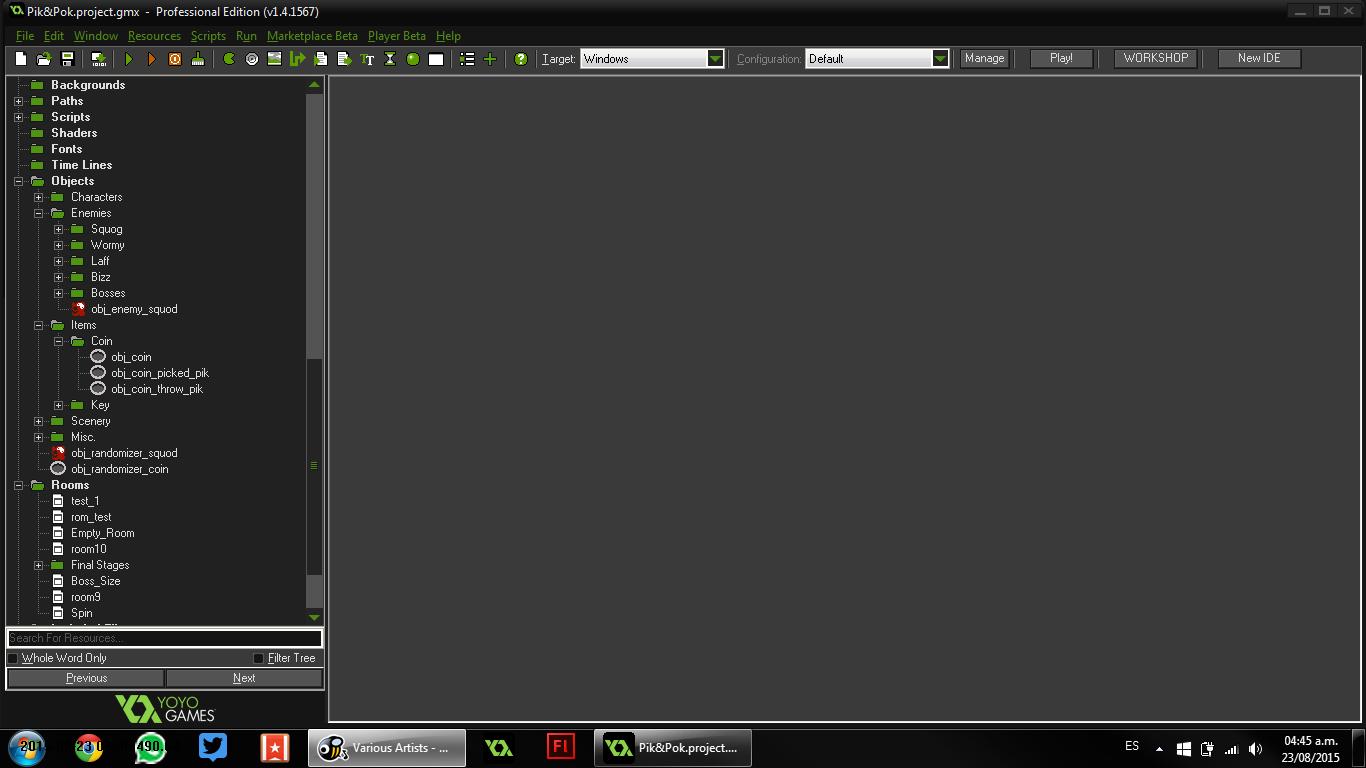 Pik&Pok.project.gmx - Professional Edition (v1.4.1567)
File Edit Window Resources Scripts Run Marketplace Beta Player Beta Help
Target: Windows Configuration: Default Manage Play! WORKSHOP New IDE
Backgrounds
Paths
Scripts
Shaders
Fonts
Time Lines
Objects
Characters
Enemies
Squog
Wormy
Laff
Bizz
Bosses
obj_enemy_squod
Items
Coin
obj_coin
obj_coin_picked_pik
obj_coin_throw_pik
Key
Scenery
Misc.
obj_randomizer_squod
obj_randomizer_coin
Rooms
test_1
rom_test
Empty_Room
room10
Final Stages
Boss_Size
room9
Spin
Search For Resources...
Whole Word Only Filter Tree
Previous Next
YOYO
GAMES
Various Artists - ...
Fl
Pik&Pok.project....
ES
04:45 a.m.
23/08/2015